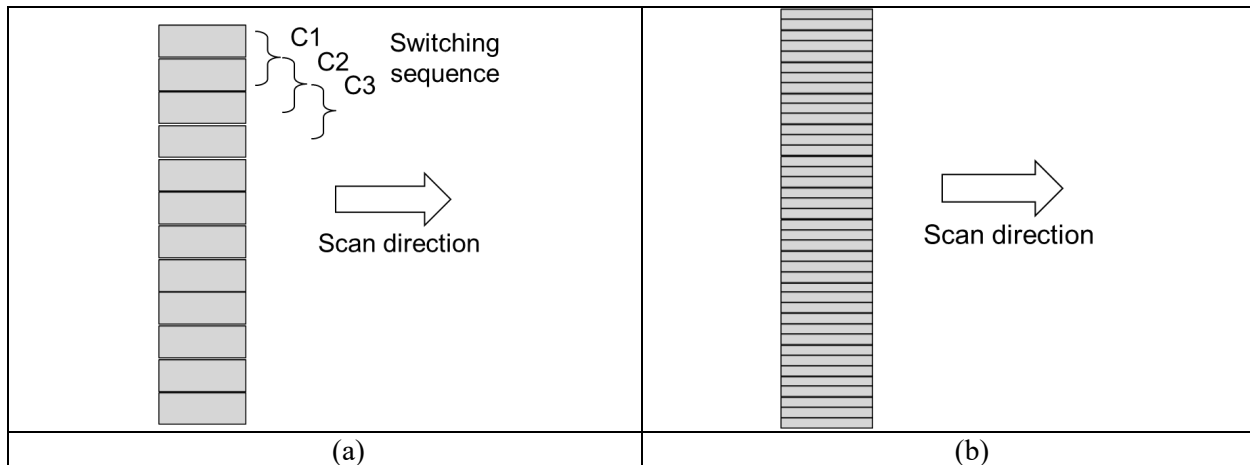 C1
C2
C3
Switching
sequence
Scan direction
Scan direction
(a)
(b)